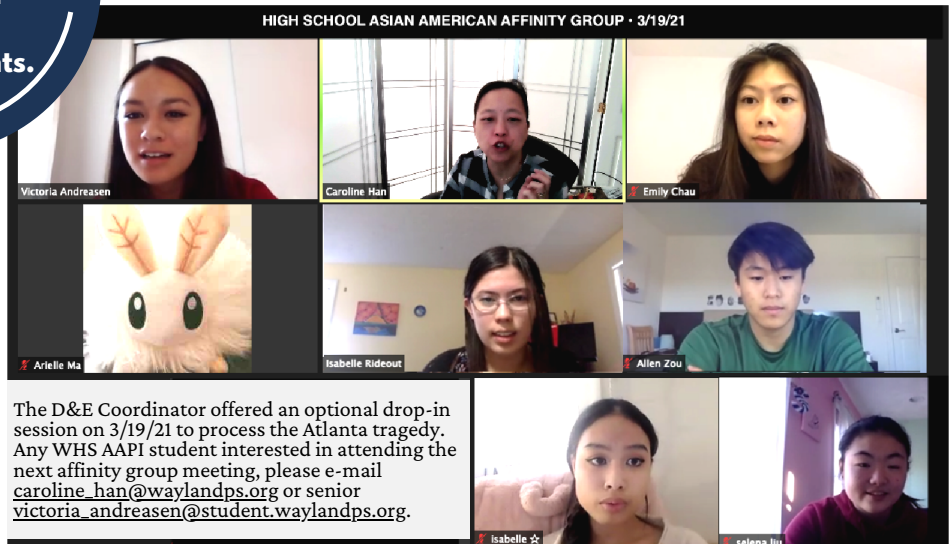 HIGH SCHOOL ASIAN AMERICAN AFFINITY GROUP • 3/19/21
Victoria Andreasen
Caroline Han
Emily Chau
Arielle Ma
Isabelle Rideout
Allen Zou
The D&E Coordinator offered an optional drop-in
session on 3/19/21 to process the Atlanta tragedy.
Any WHS AAPI student interested in attending the
next affinity group meeting, please e-mail
caroline_han@waylandps.org or senior
victoria_andreasen@student.waylandps.org.
isabelle ☆
selena liu